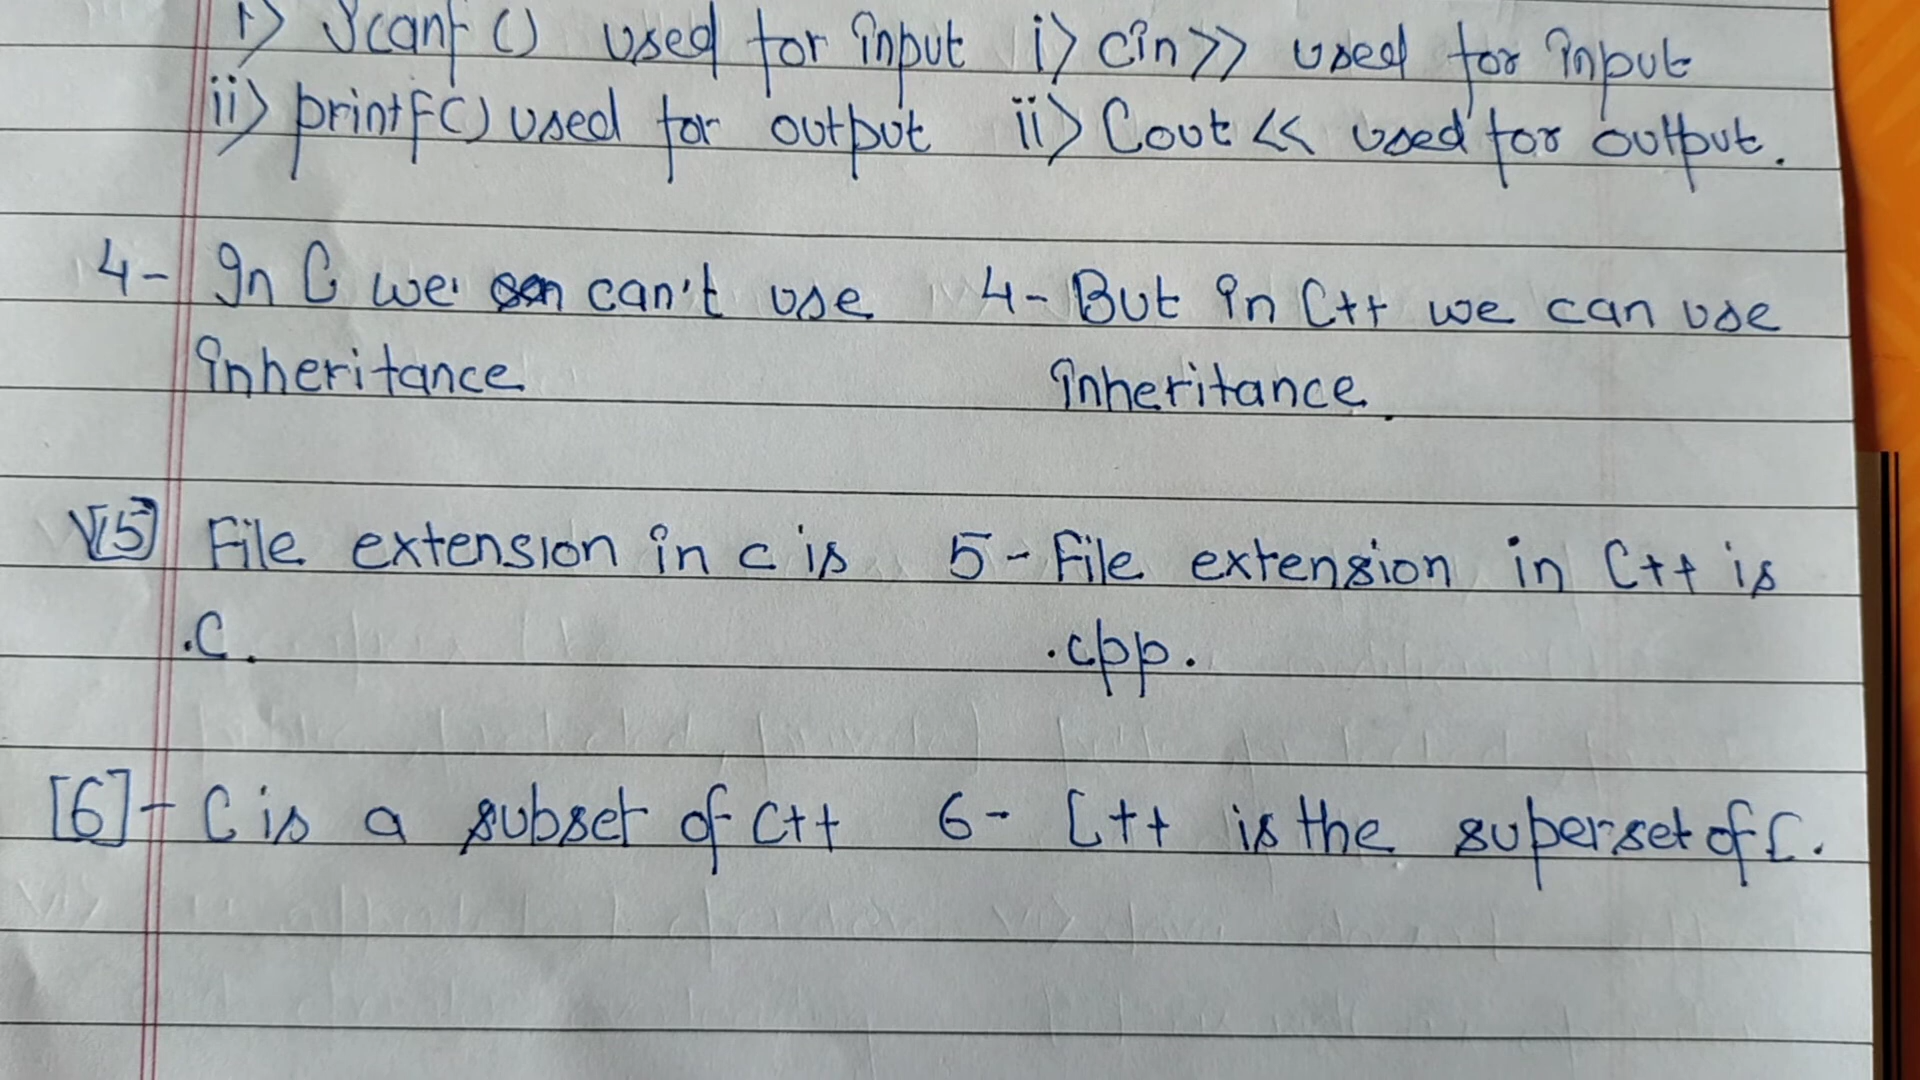 i) Scanf () used for input i) cin >> used for input
ii) printf() used for output ii) Cout << used for output.
4- In C we can't use 4- But in C++ we can use
inheritance inheritance.
[5] File extension in c is 5- File extension in C++ is
.C. .cpp.
[6]- C is a subset of C++ 6- C++ is the superset of C.